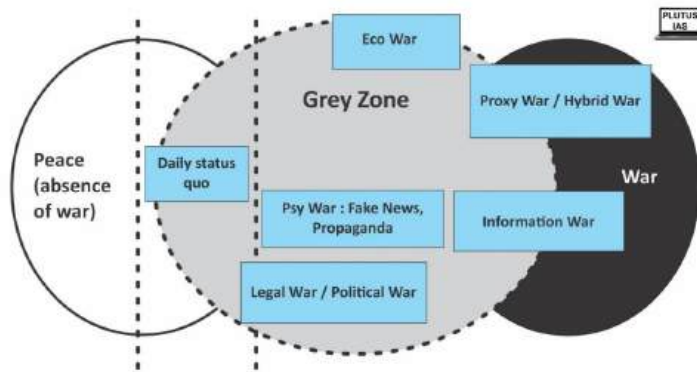 PLUTUS
IAS
Eco War
Grey Zone
Proxy War / Hybrid War
Peace
(absence
of war)
Daily status
quo
War
Psy War : Fake News,
Propaganda
Information War
Legal War / Political War